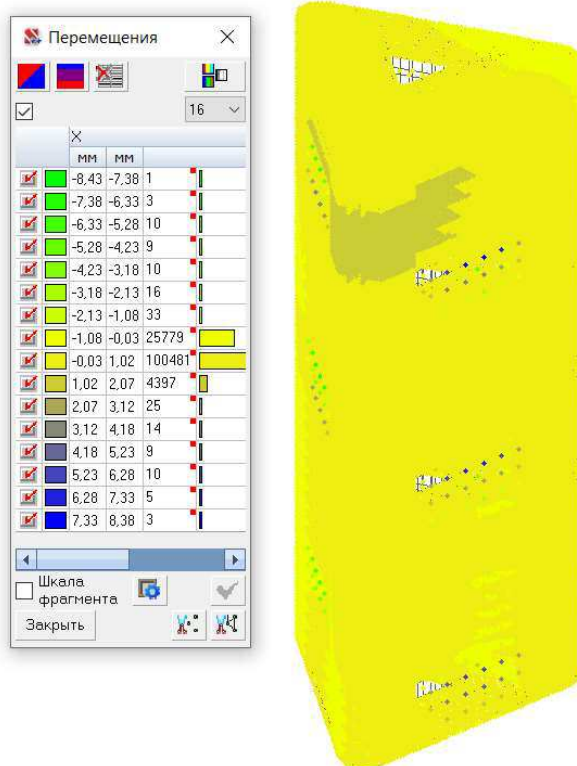 Перемещения
16
X
мм мм
-8,43 -7,38 1
-7,38 -6,33 3
-6,33 -5,28 10
-5,28 -4,23 9
-4,23 -3,18 10
-3,18 -2,13 16
-2,13 -1,08 33
-1,08 -0,03 25779
-0,03 1,02 100481
1,02 2,07 4397
2,07 3,12 25
3,12 4,18 14
4,18 5,23 9
5,23 6,28 10
6,28 7,33 5
7,33 8,38 3
Шкала
фрагмента
Закрыть